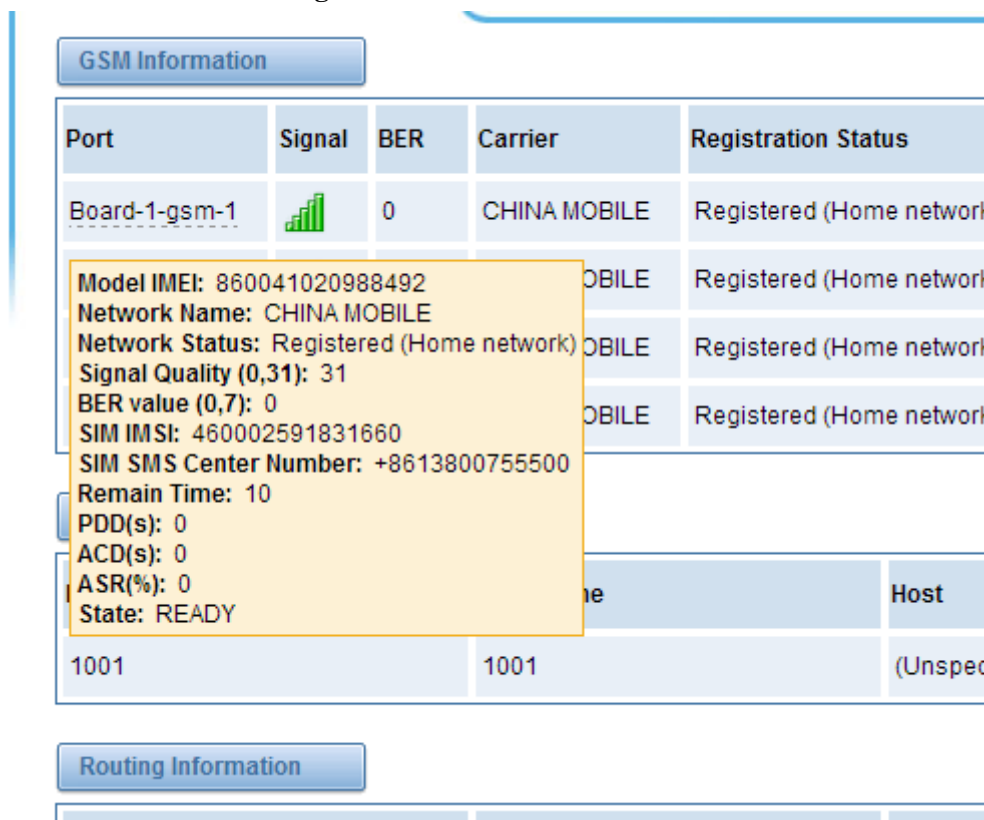 GSM Information
Port Signal BER Carrier Registration Status
Board-1-gsm-1 0 CHINA MOBILE Registered (Home network
Model IMEI: 860041020988492
Network Name: CHINA MOBILE
Network Status: Registered (Home network)
Signal Quality (0,31): 31
BER value (0,7): 0
SIM IMSI: 460002591831660
SIM SMS Center Number: +8613800755500
Remain Time: 10
PDD(s): 0
ACD(s): 0
ASR(%): 0
State: READY
OBILE Registered (Home network
OBILE Registered (Home network
OBILE Registered (Home network
Host
1001 1001 (Unspec
Routing Information